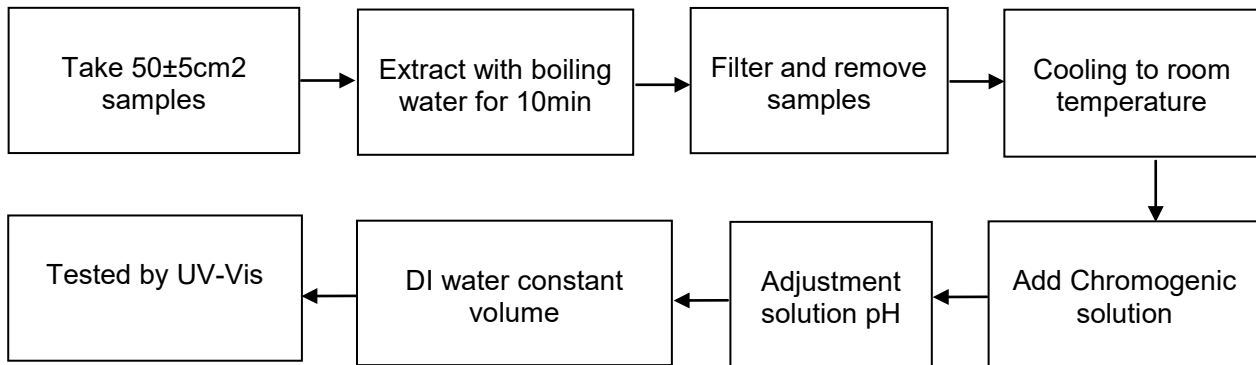 Take 50±5cm2
samples
Extract with boiling
water for 10min
Filter and remove
samples
Cooling to room
temperature
Add Chromogenic
solution
Adjustment
solution pH
DI water constant
volume
Tested by UV-Vis